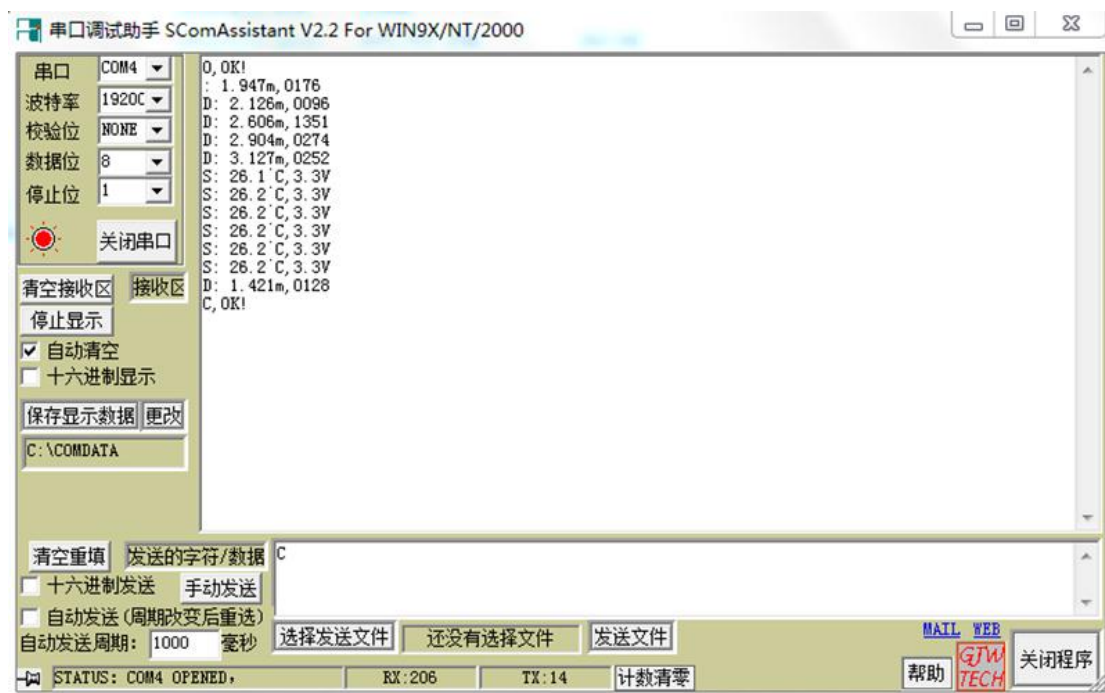 串口调试助手 SComAssistant V2.2 For WIN9X/NT/2000
串口 COM4
波特率 1920C
校验位 NONE
数据位 8
停止位 1
关闭串口
清空接收区 接收区
停止显示
自动清空
十六进制显示
保存显示数据 更改
C:\COMDATA
O,OK!
: 1.947m,0176
D: 2.126m,0096
D: 2.606m,1351
D: 2.904m,0274
D: 3.127m,0252
S: 26.1'C,3.3V
S: 26.2'C,3.3V
S: 26.2'C,3.3V
S: 26.2'C,3.3V
S: 26.2'C,3.3V
S: 26.2'C,3.3V
D: 1.421m,0128
C,OK!
清空重填 发送的字符/数据 C
十六进制发送 手动发送
自动发送(周期改变后重选)
自动发送周期: 1000 毫秒 选择发送文件 还没有选择文件 发送文件
MAIL WEB
GJW
TECH
帮助
关闭程序
STATUS: COM4 OPENED, RX:206 TX:14 计数清零